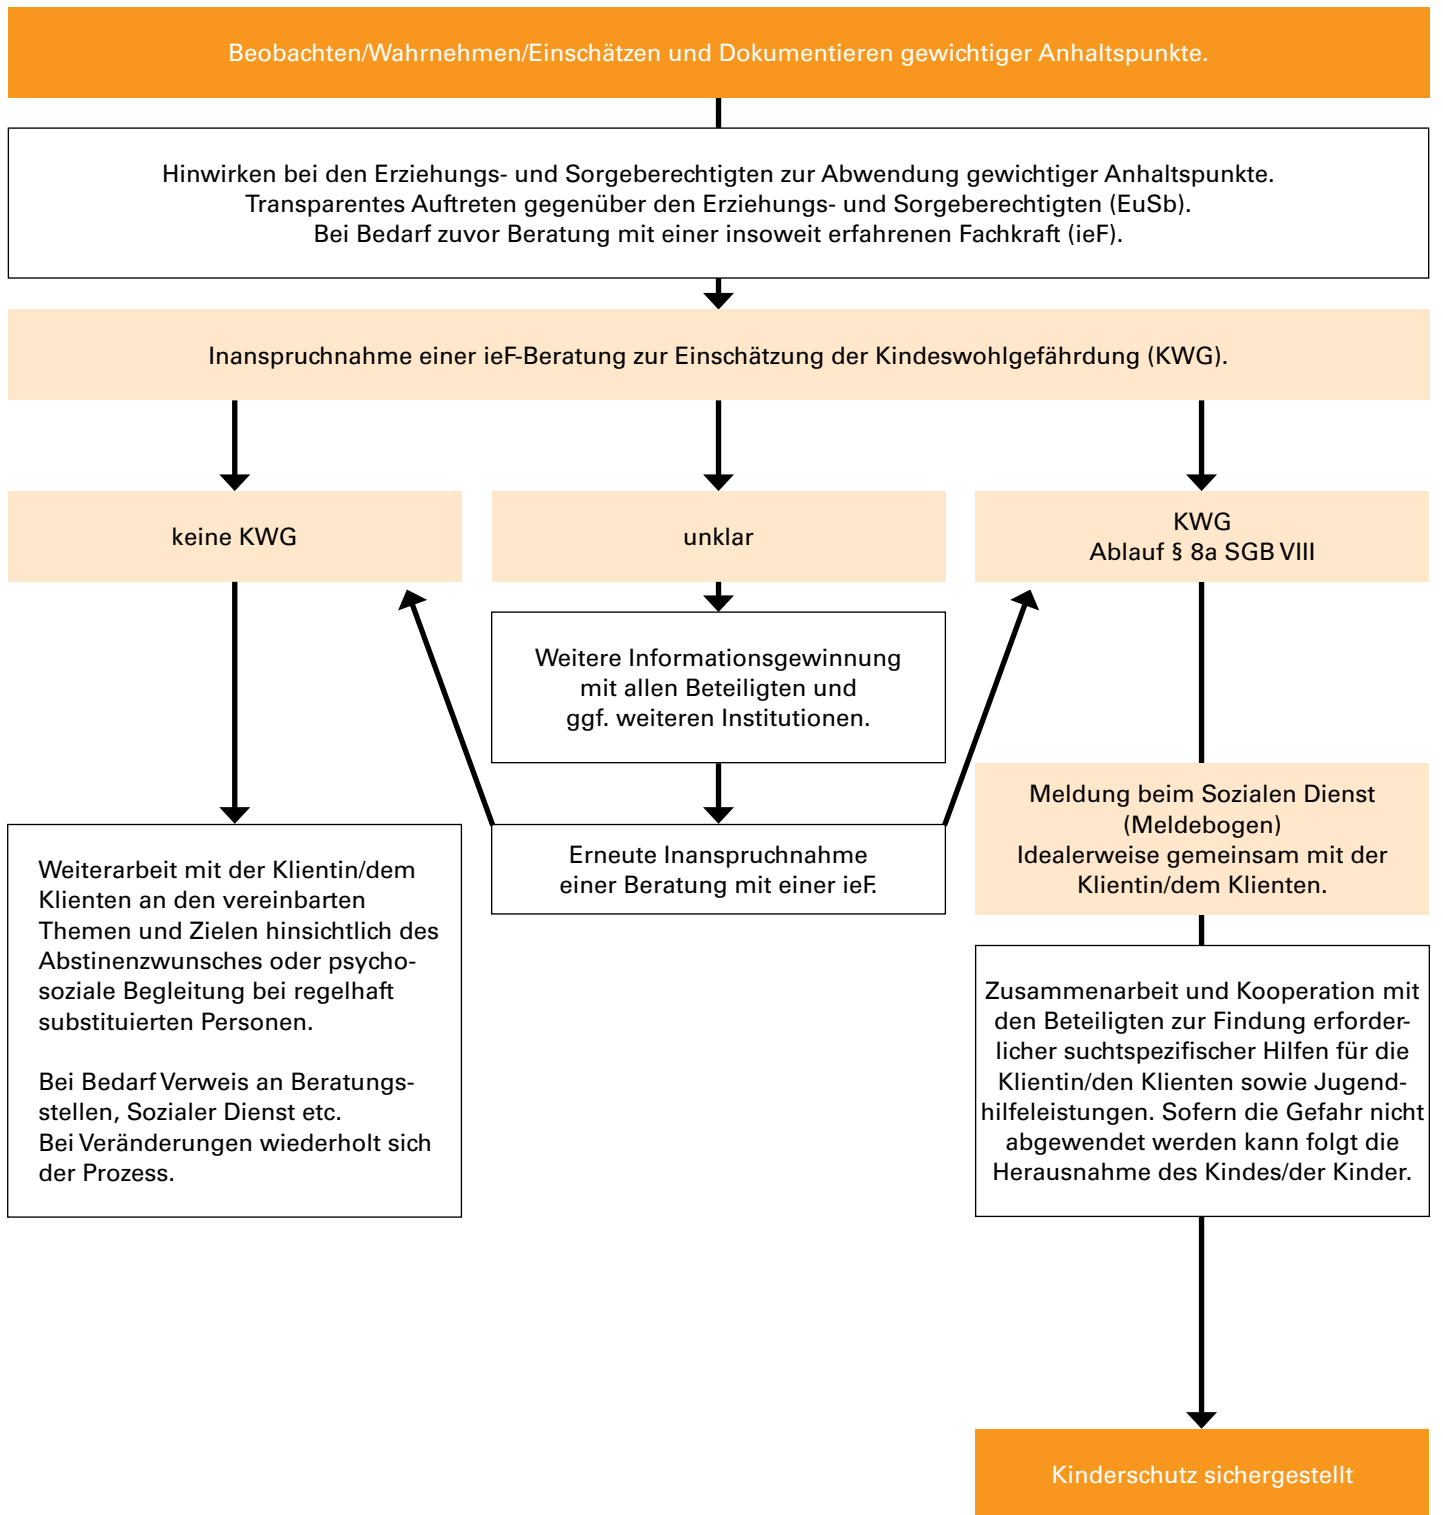 Beobachten/Wahrnehmen/Einschätzen und Dokumentieren gewichtiger Anhaltspunkte.
Hinwirken bei den Erziehungs- und Sorgeberechtigten zur Abwendung gewichtiger Anhaltspunkte.
Transparentes Auftreten gegenüber den Erziehungs- und Sorgeberechtigten (EuSb).
Bei Bedarf zuvor Beratung mit einer insoweit erfahrenen Fachkraft (ieF).
Inanspruchnahme einer ieF-Beratung zur Einschätzung der Kindeswohlgefährdung (KWG).
keine KWG
unklar
KWG
Ablauf § 8a SGB VIII
Weitere Informationsgewinnung
mit allen Beteiligten und
ggf. weiteren Institutionen.
Erneute Inanspruchnahme
einer Beratung mit einer ieF.
Weiterarbeit mit der Klientin/dem
Klienten an den vereinbarten
Themen und Zielen hinsichtlich des
Abstinenzwunsches oder psycho-
soziale Begleitung bei regelhaft
substituierten Personen.
Bei Bedarf Verweis an Beratungs-
stellen, Sozialer Dienst etc.
Bei Veränderungen wiederholt sich
der Prozess.
Meldung beim Sozialen Dienst
(Meldebogen)
Idealerweise gemeinsam mit der
Klientin/dem Klienten.
Zusammenarbeit und Kooperation mit
den Beteiligten zur Findung erforder-
licher suchtspezifischer Hilfen für die
Klientin/den Klienten sowie Jugend-
hilfeleistungen. Sofern die Gefahr nicht
abgewendet werden kann folgt die
Herausnahme des Kindes/der Kinder.
Kinderschutz sichergestellt